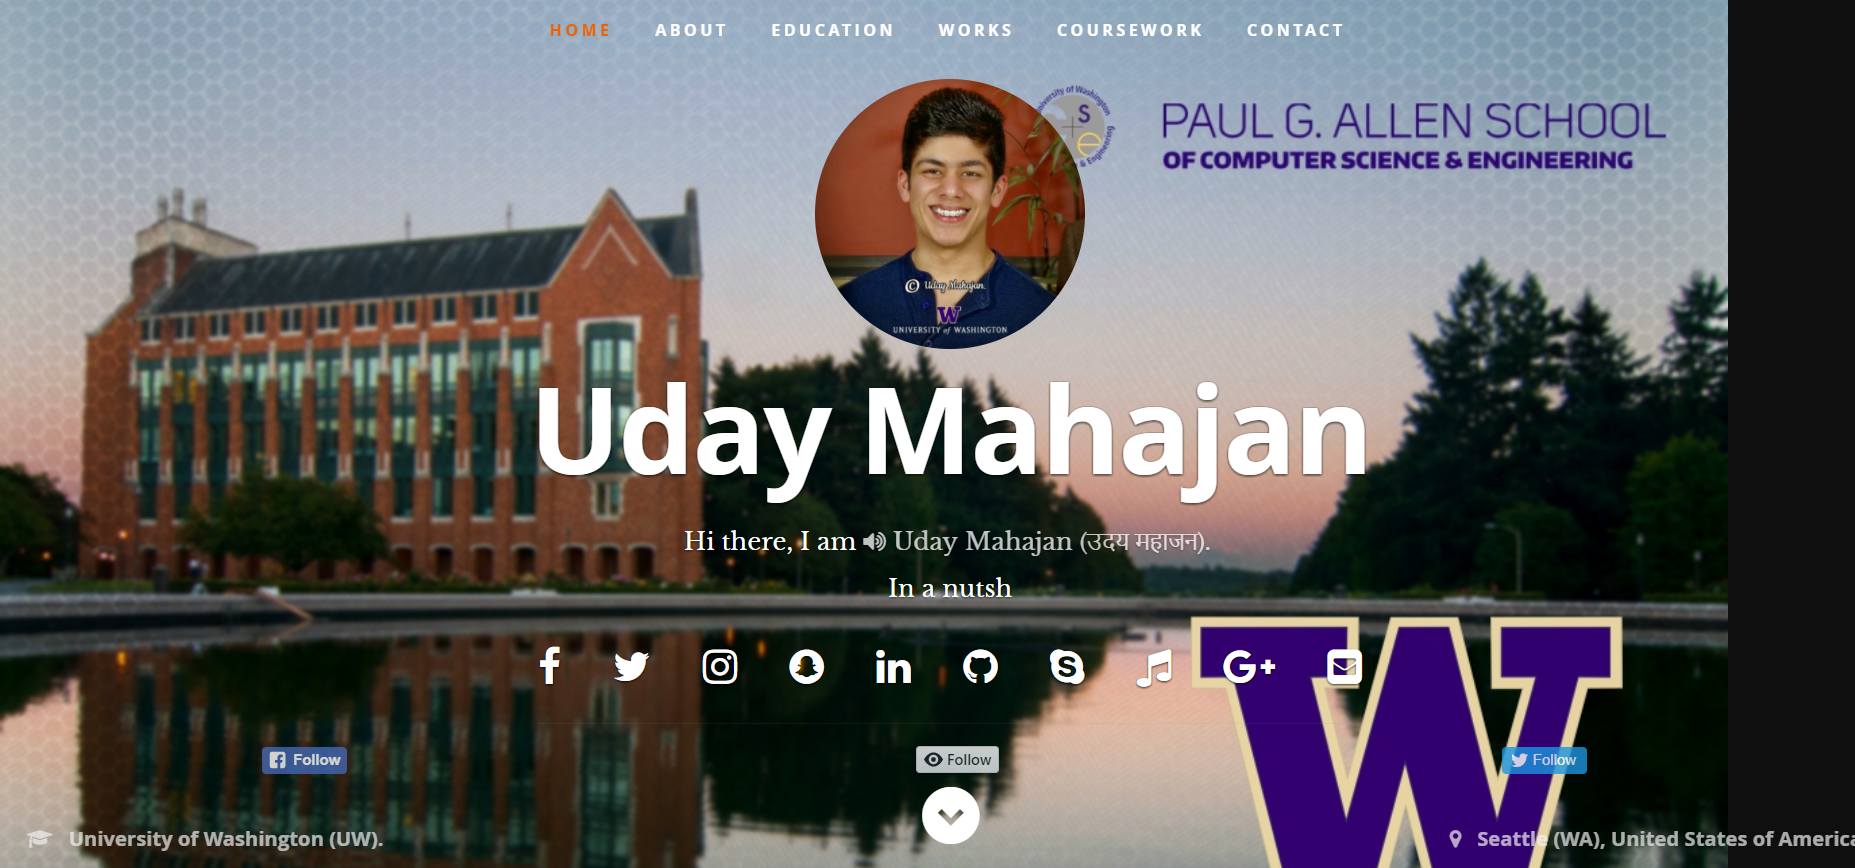 HOME ABOUT EDUCATION WORKS COURSEWORK CONTACT
University of Washington
S
e
& Engineering
PAUL G. ALLEN SCHOOL
OF COMPUTER SCIENCE & ENGINEERING
© Uday Mahajan.
W
UNIVERSITY of WASHINGTON
Uday Mahajan
Hi there, I am Uday Mahajan (उदय महाजन).
In a nutsh
f in S G+
W
Follow Follow Follow
University of Washington (UW).
Seattle (WA), United States of America